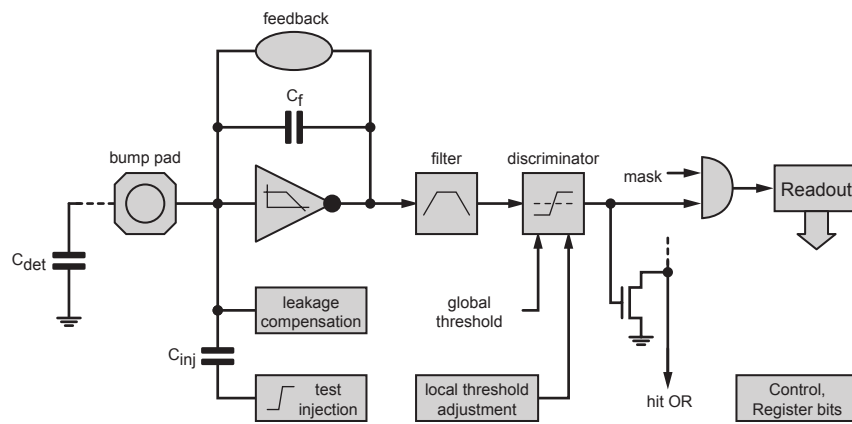 feedback
Cf
bump pad
filter
discriminator
mask
Readout
Cdet
leakage
compensation
global
threshold
Cinj
test
injection
local threshold
adjustment
hit OR
Control,
Register bits